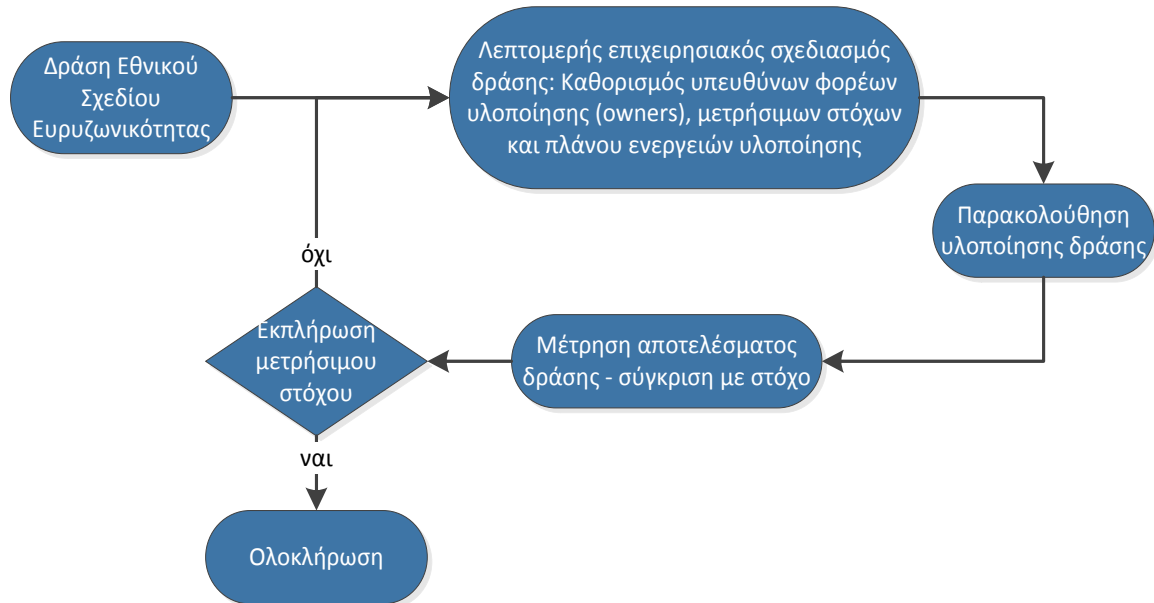 Δράση Εθνικού
Σχεδίου
Ευρυζωνικότητας
Λεπτομερής επιχειρησιακός σχεδιασμός
δράσης: Καθορισμός υπευθύνων φορέων
υλοποίησης (owners), μετρήσιμων στόχων
και πλάνου ενεργειών υλοποίησης
Παρακολούθηση
υλοποίησης δράσης
Μέτρηση αποτελέσματος
δράσης - σύγκριση με στόχο
όχι
Εκπλήρωση
μετρήσιμου
στόχου
ναι
Ολοκλήρωση